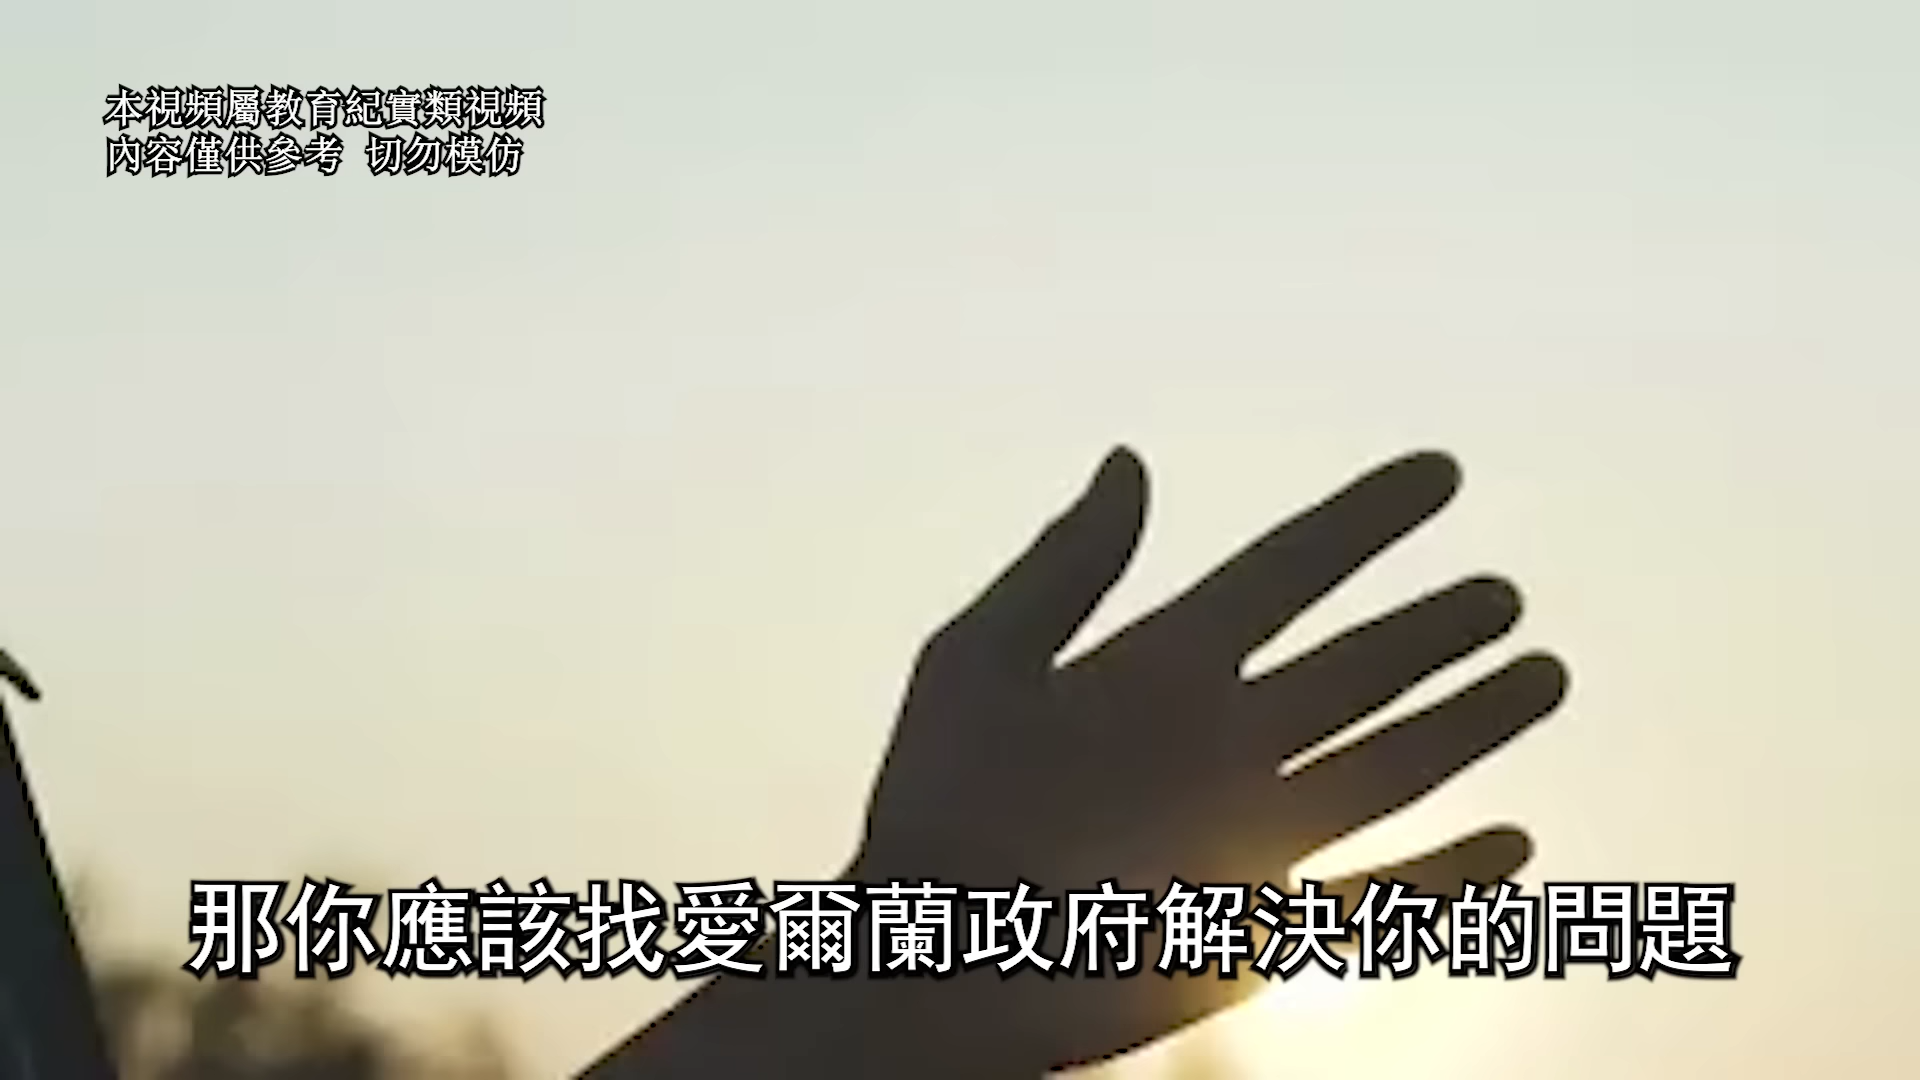 本視頻屬教育紀實類視頻
內容僅供參考 切勿模仿
那你應該找愛爾蘭政府解決你的問題